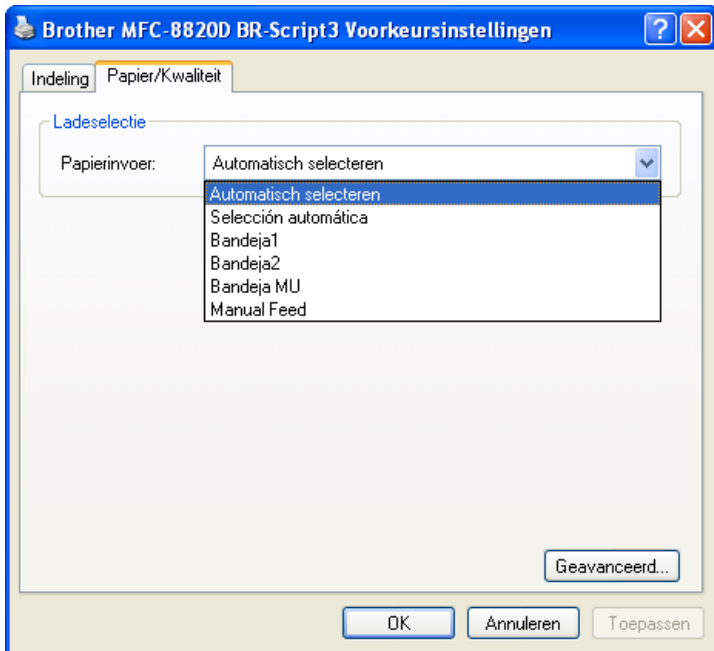 Brother MFC-8820D BR-Script3 Voorkeursinstellingen
Indeling Papier/Kwaliteit
Ladeselectie
Papierinvoer: Automatisch selecteren
Automatisch selecteren
Selección automática
Bandeja1
Bandeja2
Bandeja MU
Manual Feed
Geavanceerd...
OK Annuleren Toepassen